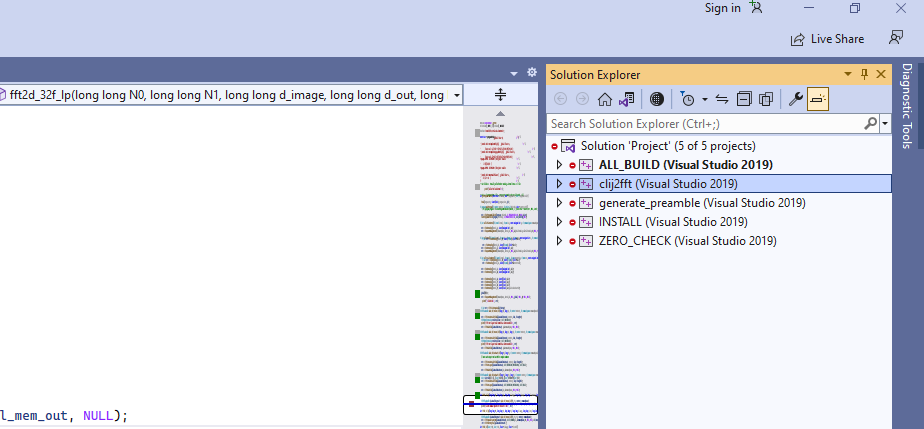 Sign in
Live Share
fft2d_32f_lp(long long N0, long long N1, long long d_image, long long d_out, long
Solution Explorer
Search Solution Explorer (Ctrl+;)
Solution 'Project' (5 of 5 projects)
ALL_BUILD (Visual Studio 2019)
clij2fft (Visual Studio 2019)
generate_preamble (Visual Studio 2019)
INSTALL (Visual Studio 2019)
ZERO_CHECK (Visual Studio 2019)
Diagnostic Tools
l_mem_out, NULL);